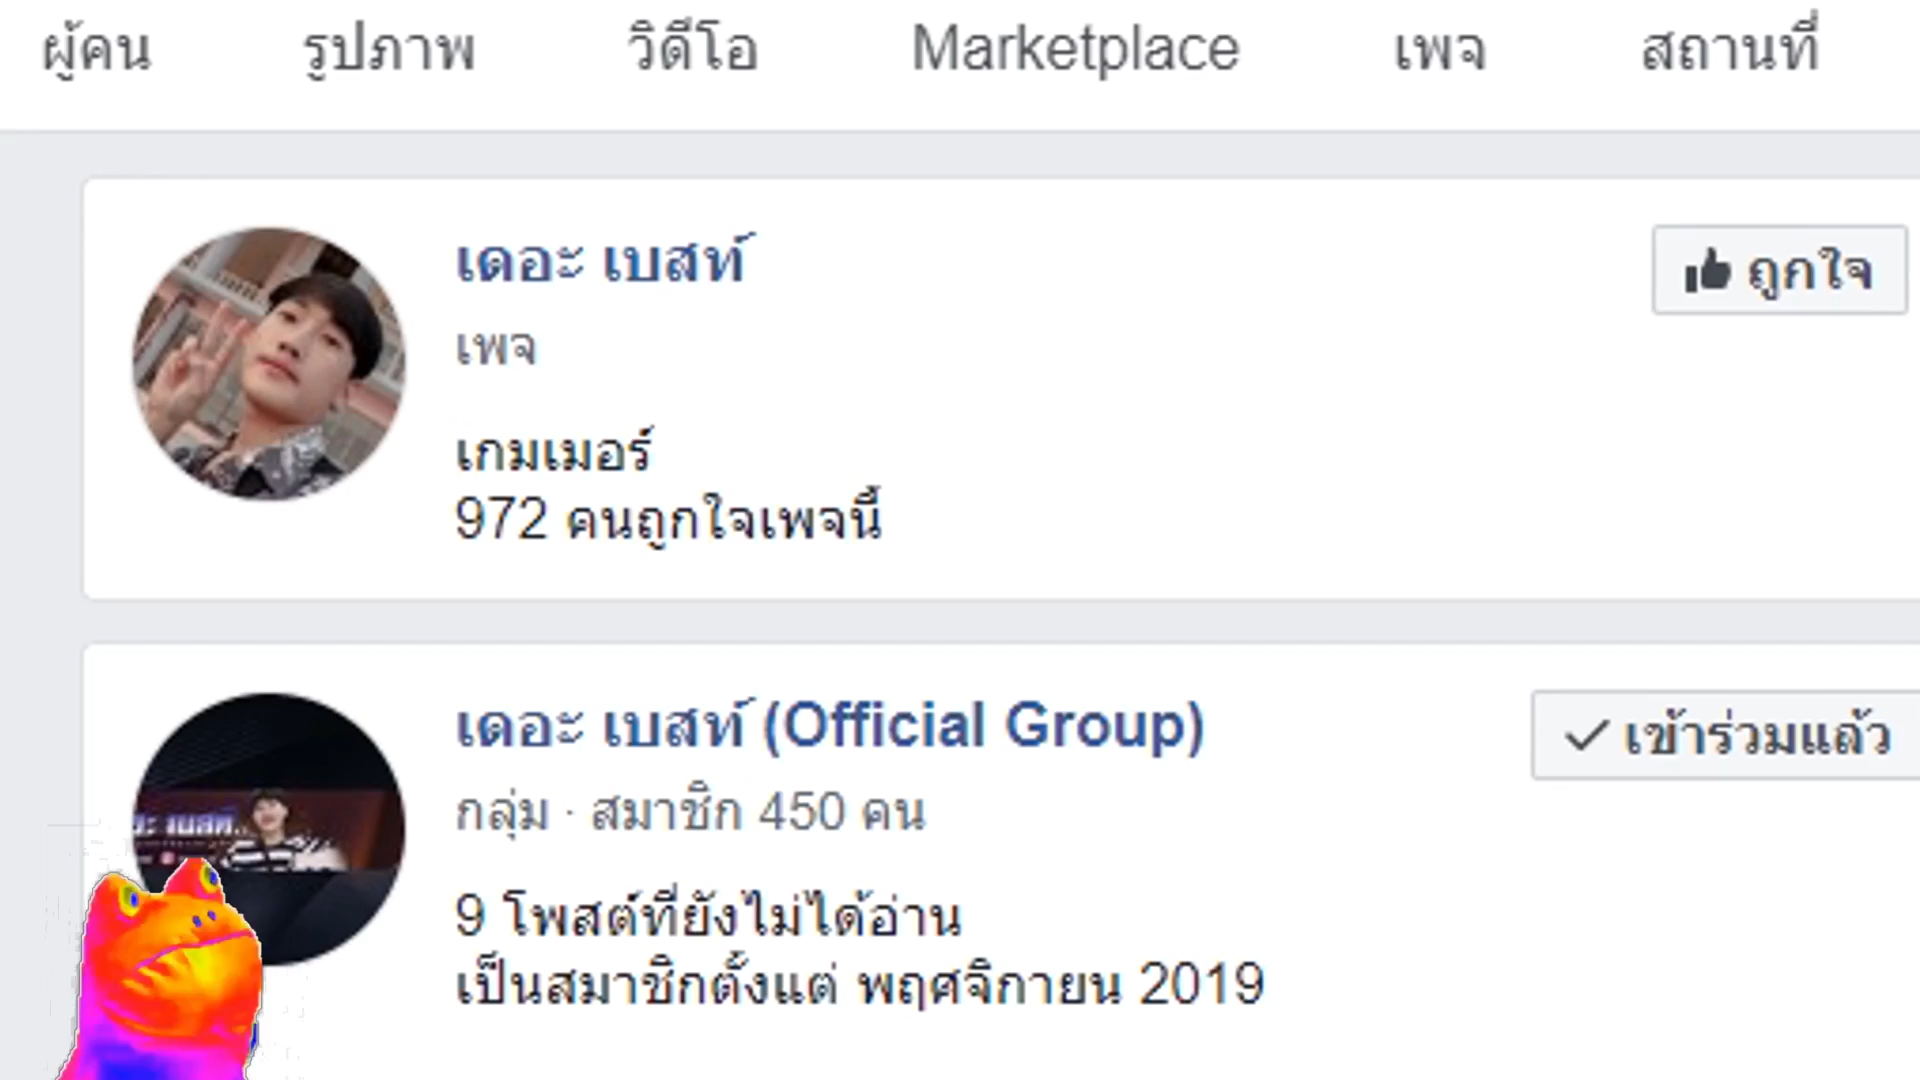 ผู้คน รูปภาพ วิดีโอ Marketplace เพจ สถานที่
เดอะ เบสท์
ถูกใจ
เพจ
เกมเมอร์
972 คนถูกใจเพจนี้
เดอะ เบสท์ (Official Group)
เข้าร่วมแล้ว
กลุ่ม · สมาชิก 450 คน
9 โพสต์ที่ยังไม่ได้อ่าน
เป็นสมาชิกตั้งแต่ พฤศจิกายน 2019